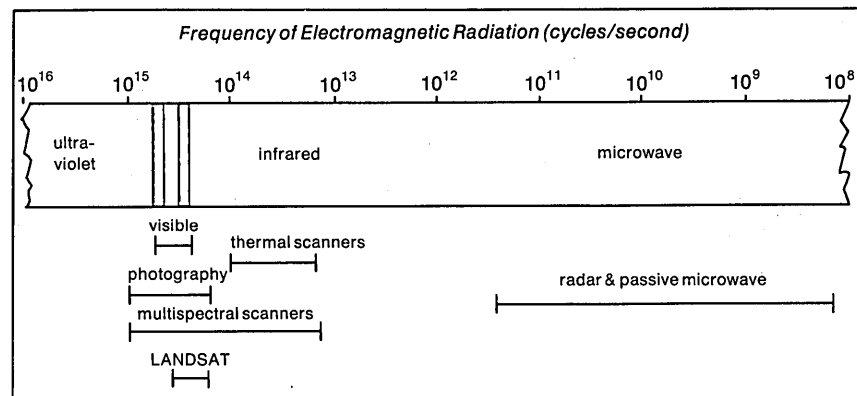 Frequency of Electromagnetic Radiation (cycles/second)
10^16 10^15 10^14 10^13 10^12 10^11 10^10 10^9 10^8
ultra-
violet
infrared
microwave
visible
thermal scanners
photography
radar & passive microwave
multispectral scanners
LANDSAT